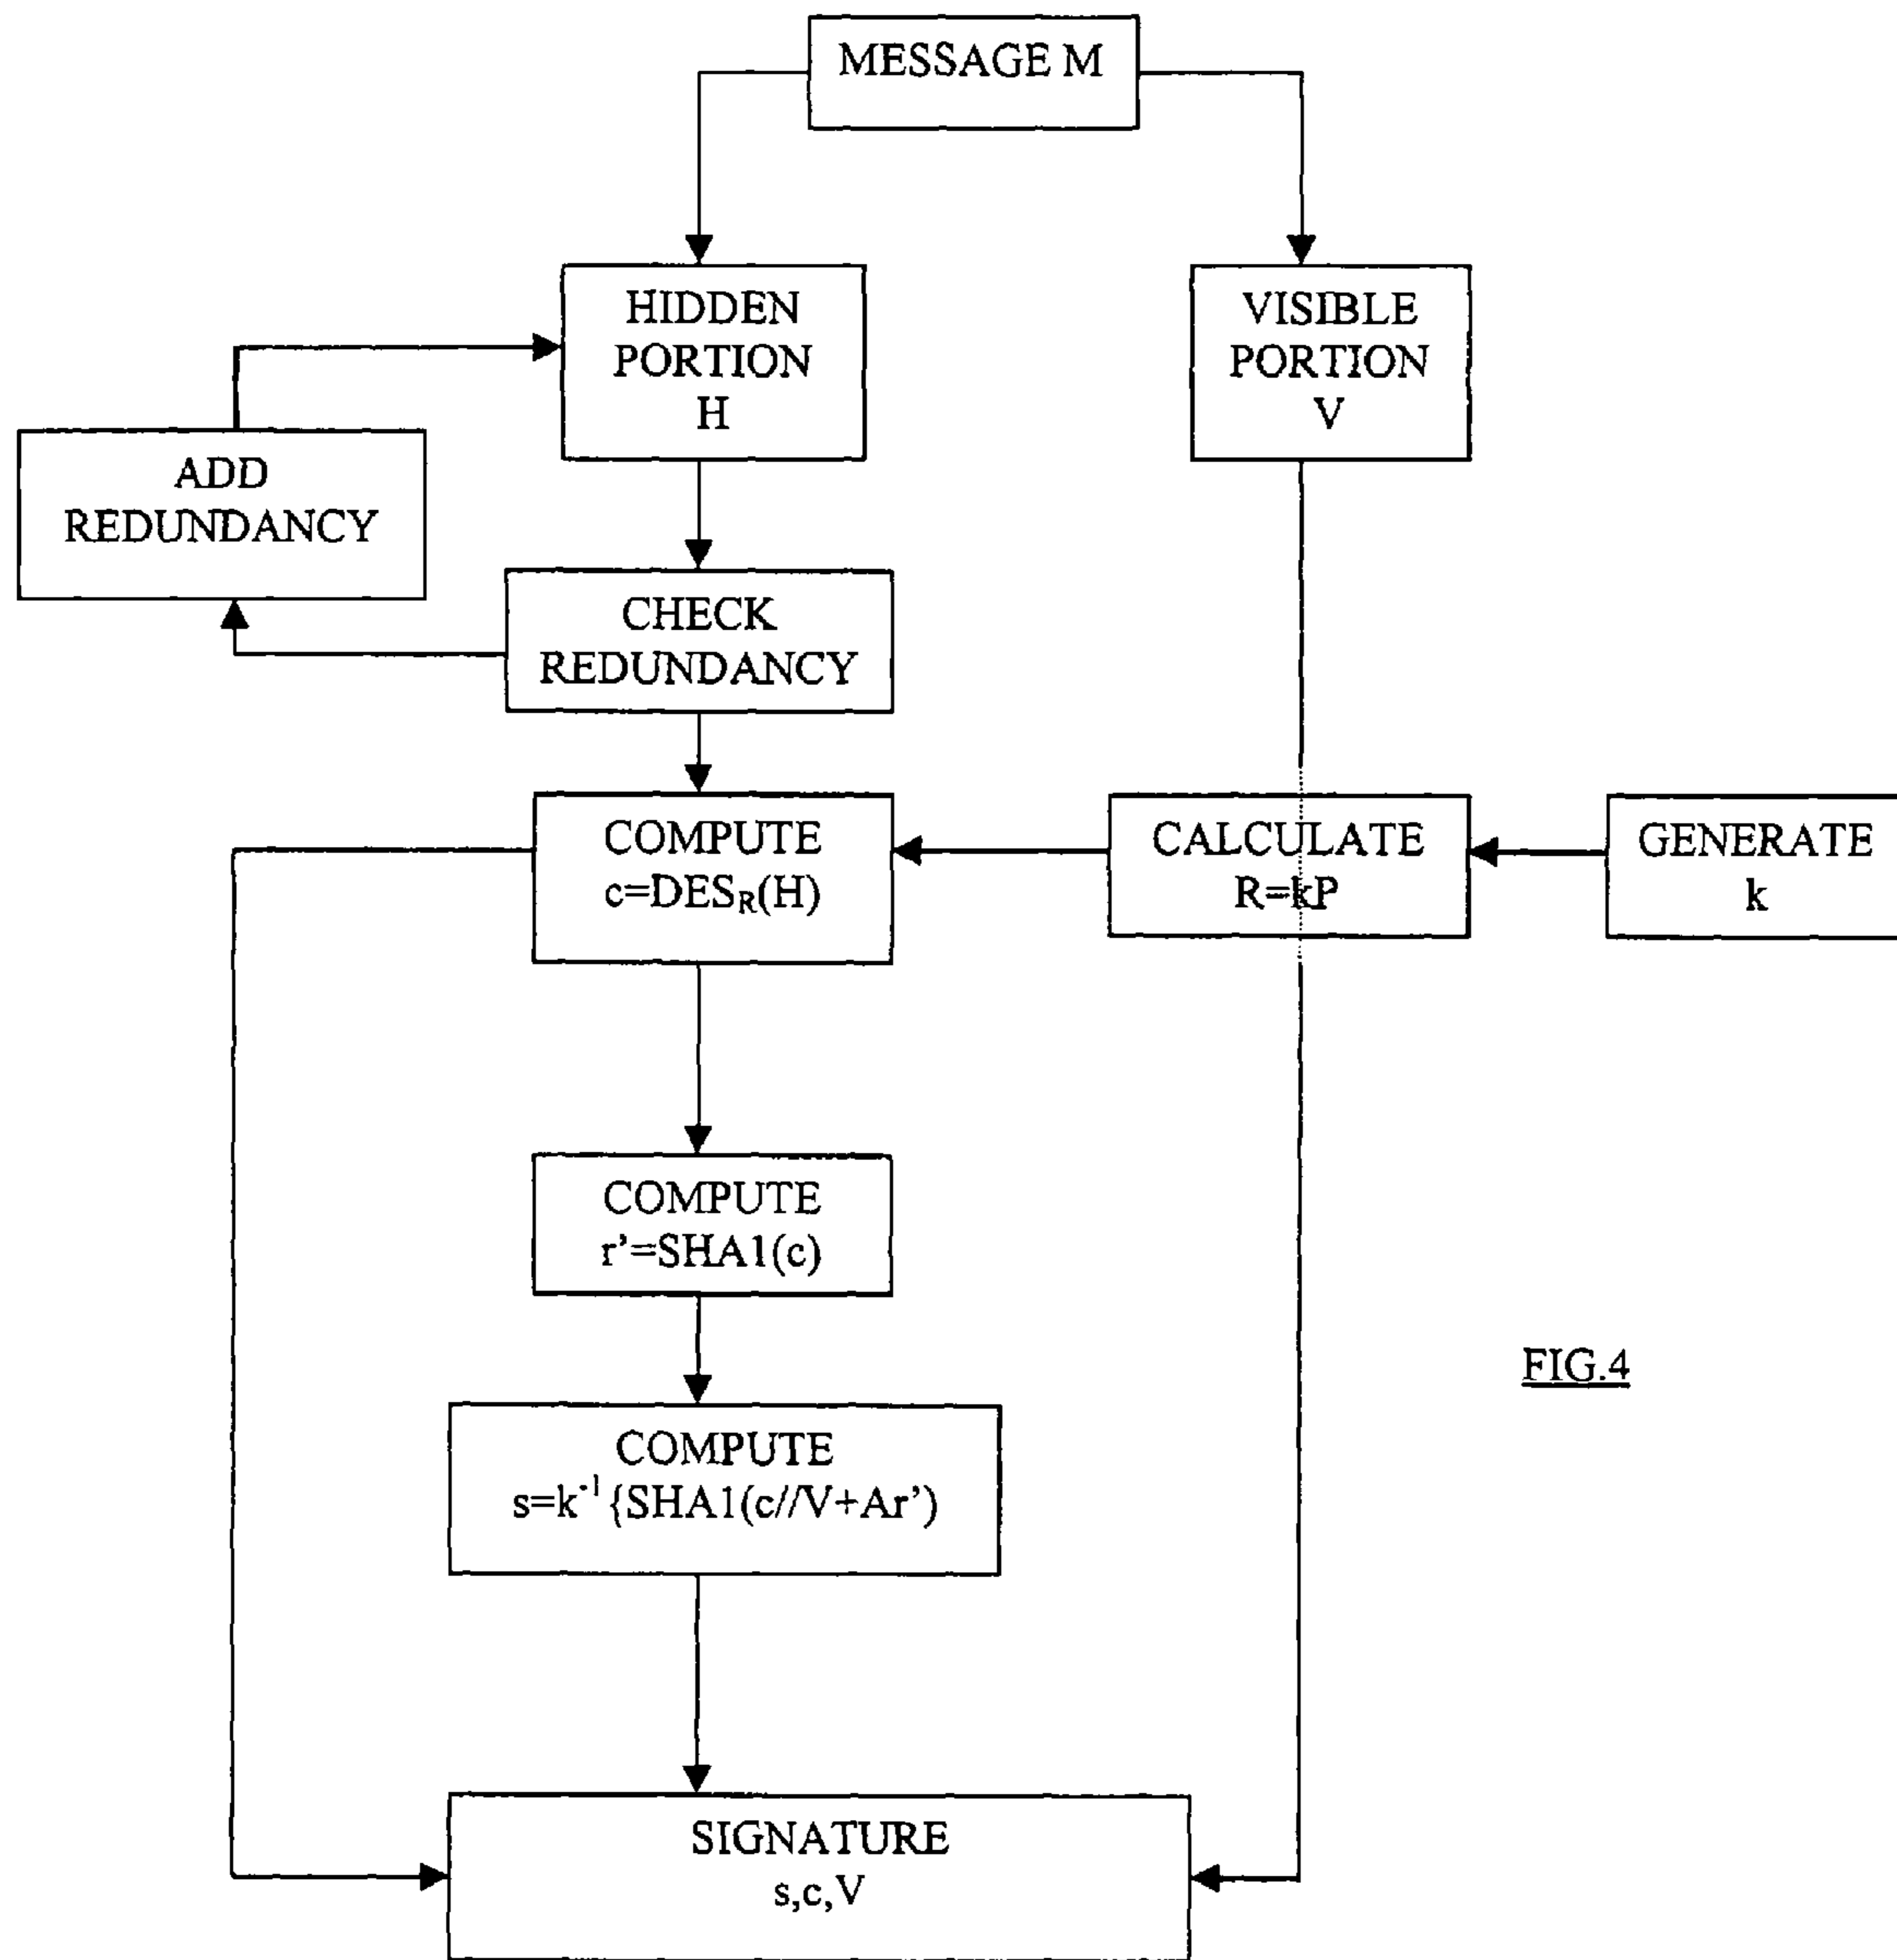 MESSAGE M
HIDDEN
PORTION
H
VISIBLE
PORTION
V
ADD
REDUNDANCY
CHECK
REDUNDANCY
COMPUTE
c=DES_R(H)
CALCULATE
R=kP
GENERATE
k
COMPUTE
r’=SHA1(c)
COMPUTE
s=k⁻¹{SHA1(c//V+Ar’)
SIGNATURE
s,c,V
FIG.4